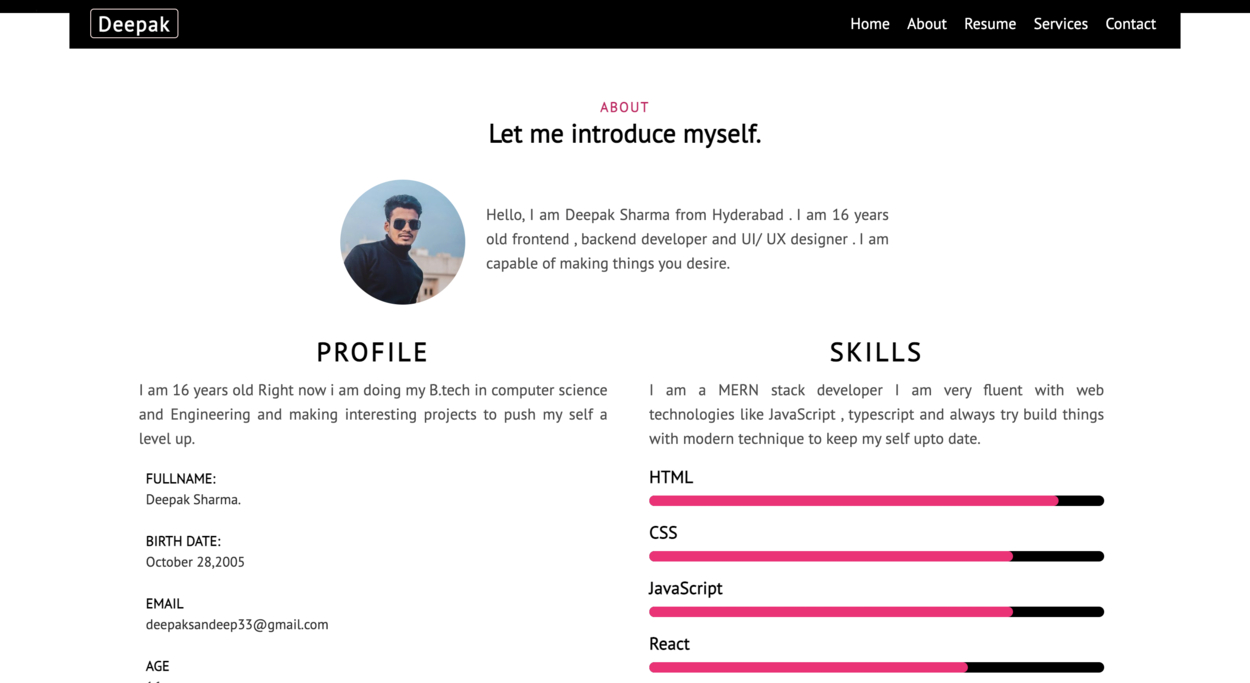 Deepak
Home About Resume Services Contact
ABOUT
Let me introduce myself.
Hello, I am Deepak Sharma from Hyderabad . I am 16 years
old frontend , backend developer and UI/ UX designer . I am
capable of making things you desire.
PROFILE
I am 16 years old Right now i am doing my B.tech in computer science
and Engineering and making interesting projects to push my self a
level up.
FULLNAME:
Deepak Sharma.
BIRTH DATE:
October 28,2005
EMAIL
deepaksandeep33@gmail.com
AGE
SKILLS
I am a MERN stack developer I am very fluent with web
technologies like JavaScript , typescript and always try build things
with modern technique to keep my self upto date.
HTML
CSS
JavaScript
React